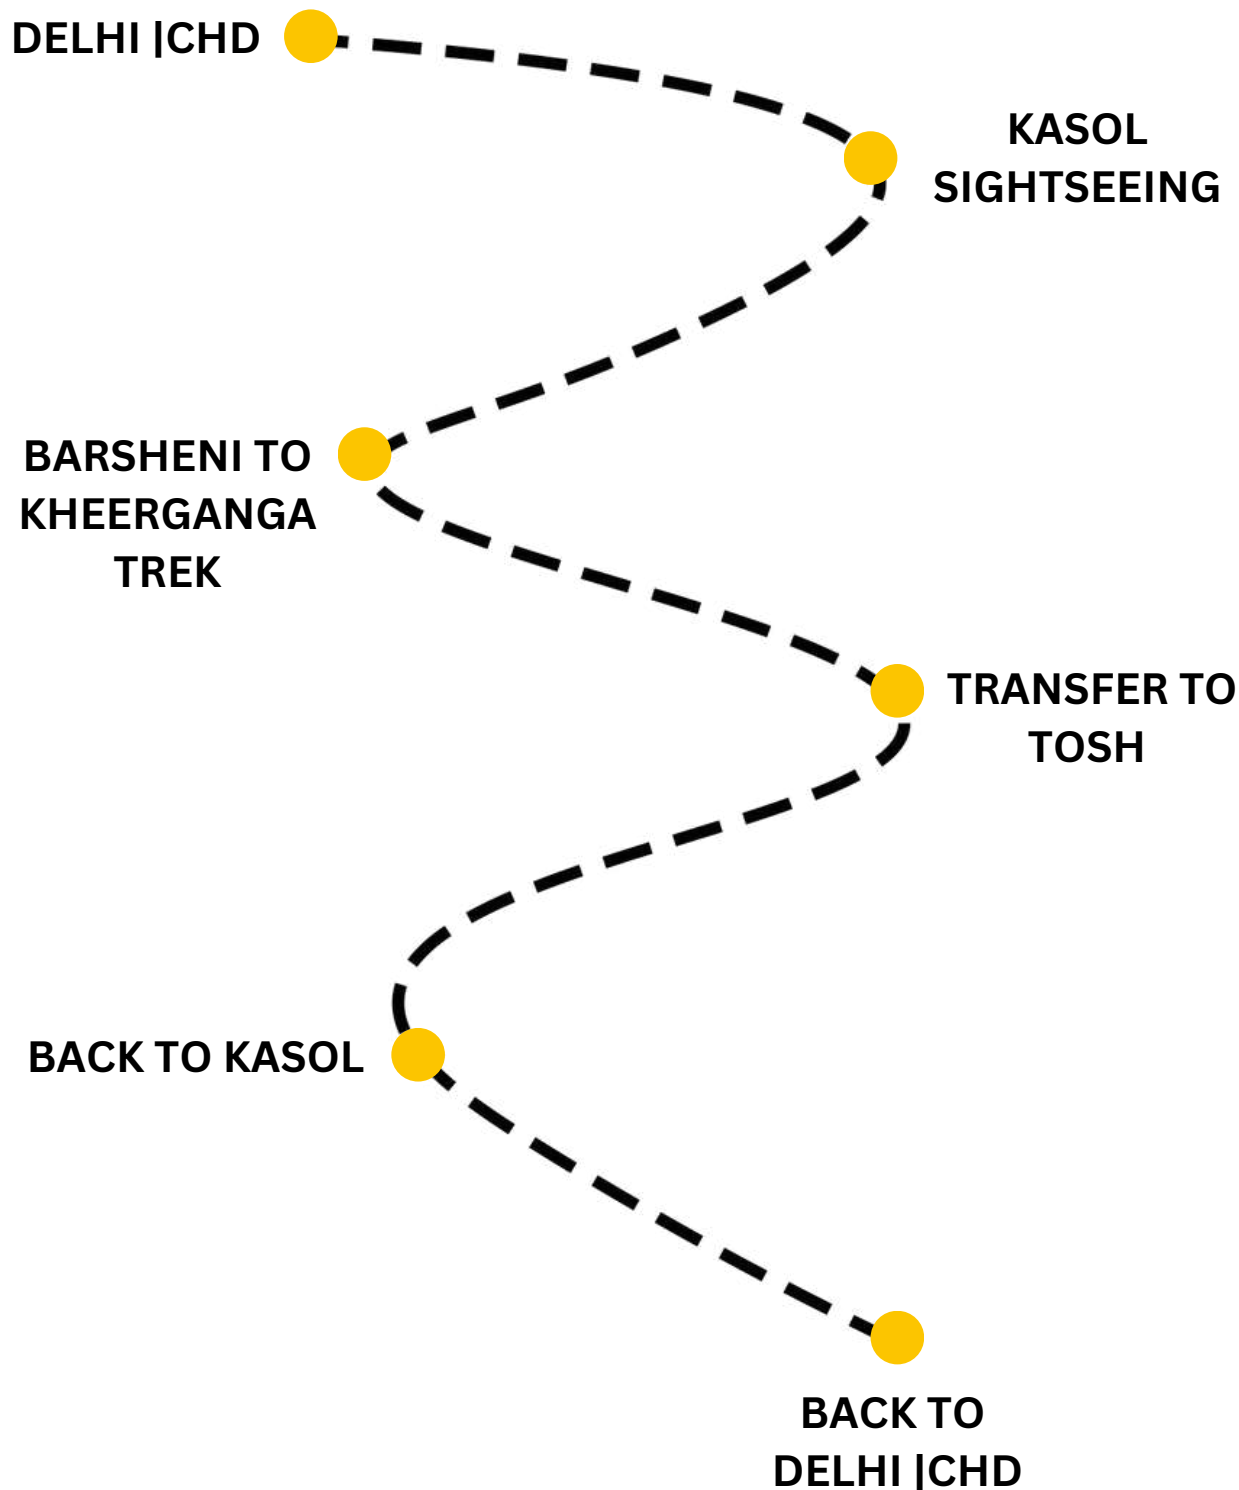 DELHI |CHD
KASOL
SIGHTSEEING
BARSHENI TO
KHEERGANGA
TREK
TRANSFER TO
TOSH
BACK TO KASOL
BACK TO
DELHI |CHD